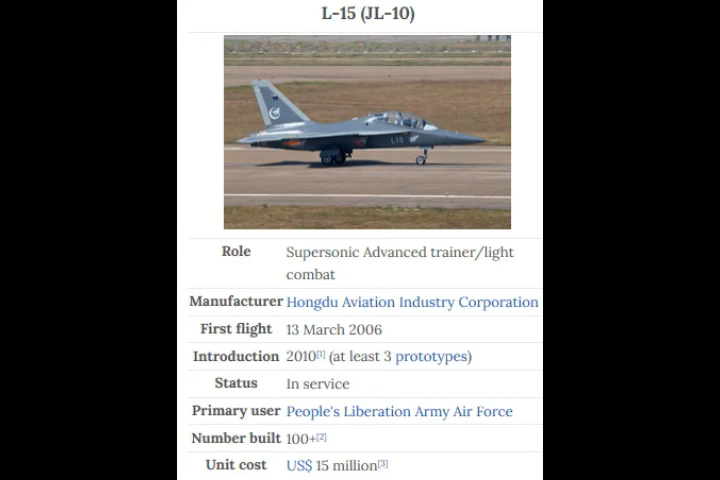 L-15 (JL-10)
L15
Role Supersonic Advanced trainer/light
combat
Manufacturer Hongdu Aviation Industry Corporation
First flight 13 March 2006
Introduction 2010[1] (at least 3 prototypes)
Status In service
Primary user People's Liberation Army Air Force
Number built 100+[2]
Unit cost US$ 15 million[3]